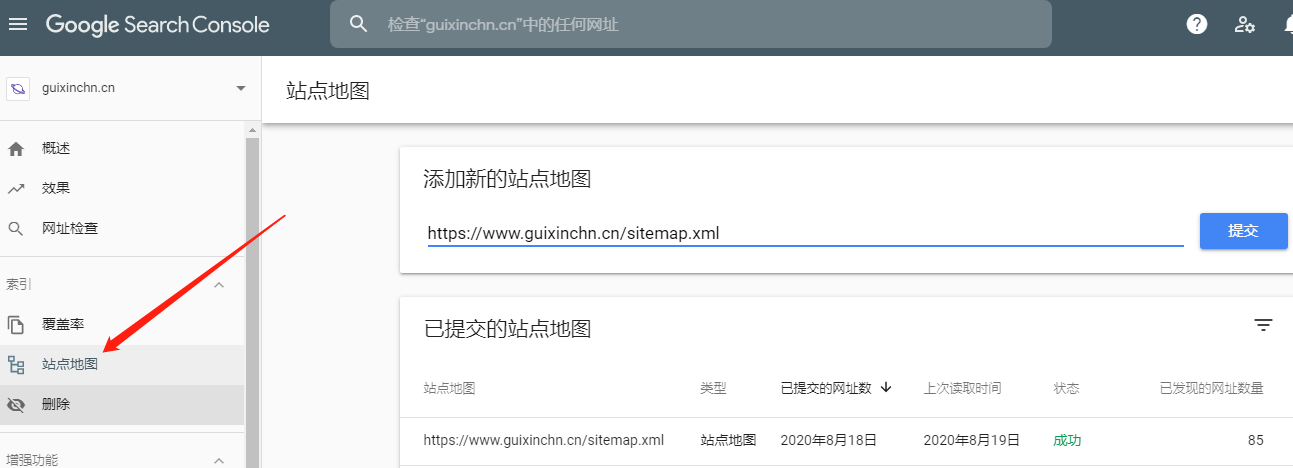 Google Search Console
检查“guixinchn.cn”中的任何网址
guixinchn.cn
站点地图
概述
效果
网址检查
索引
覆盖率
站点地图
删除
增强功能
添加新的站点地图
https://www.guixinchn.cn/sitemap.xml
提交
已提交的站点地图
站点地图 类型 已提交的网址数 上次读取时间 状态 已发现的网址数量
https://www.guixinchn.cn/sitemap.xml 站点地图 2020年8月18日 2020年8月19日 成功 85